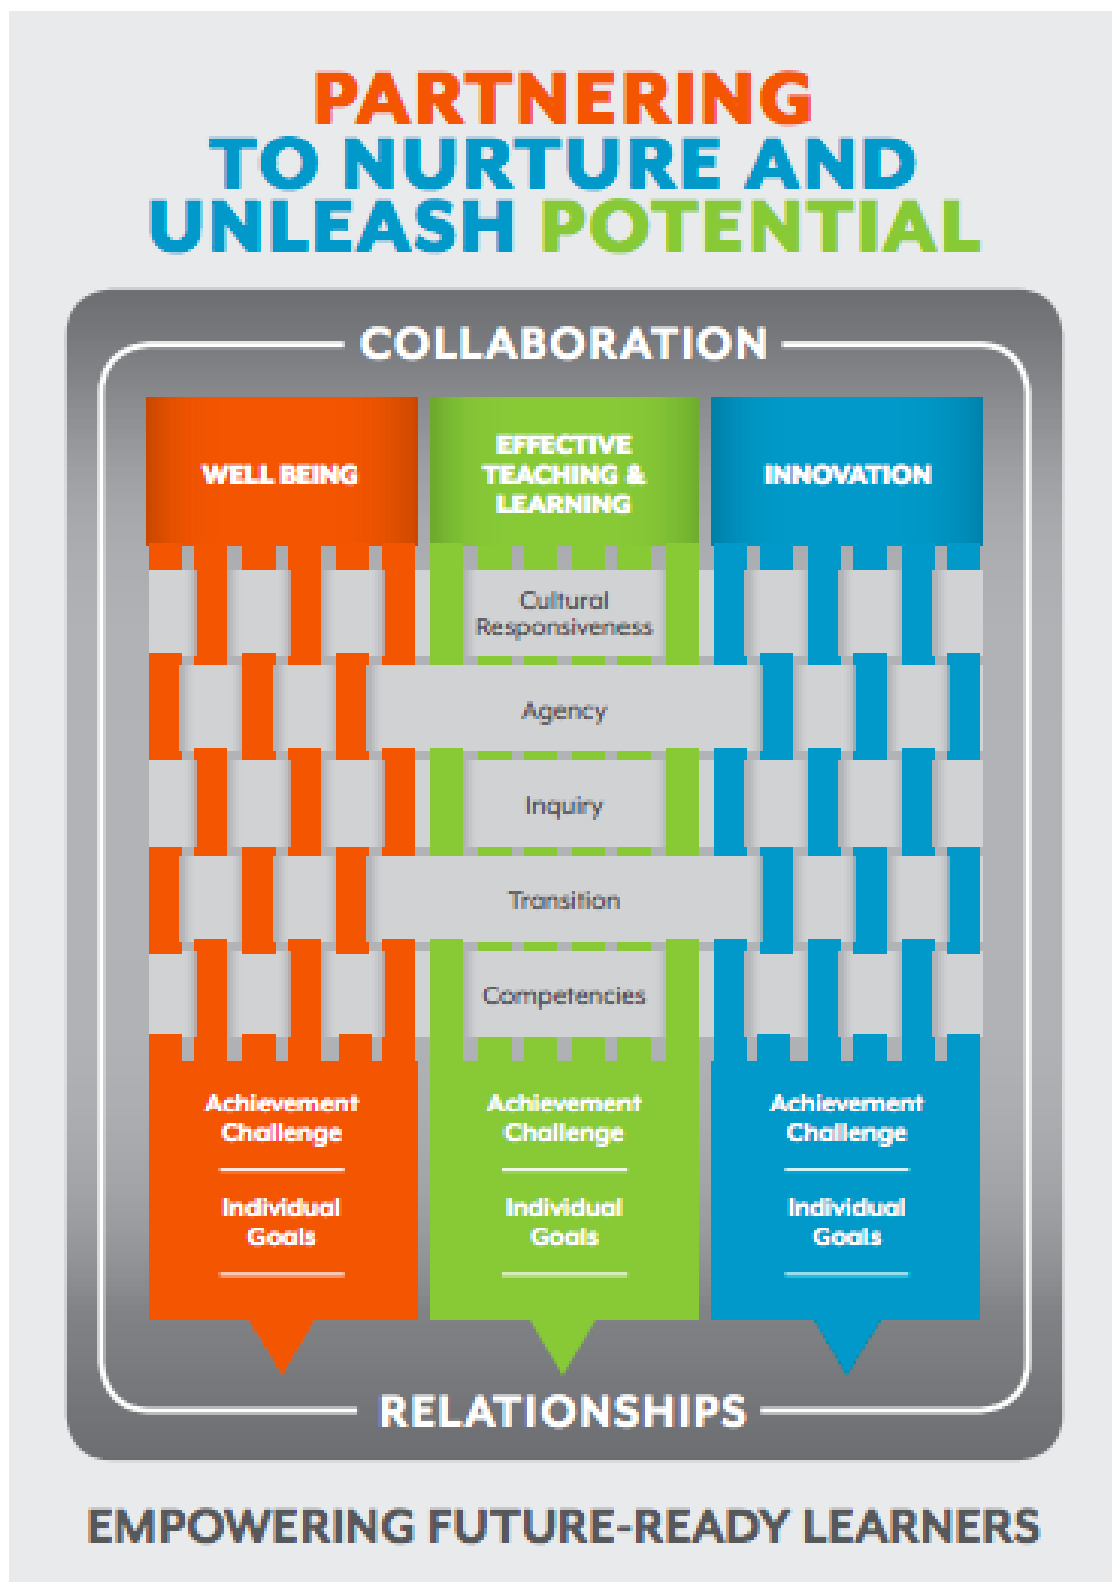 PARTNERING
TO NURTURE AND
UNLEASH POTENTIAL
COLLABORATION
WELL BEING
EFFECTIVE
TEACHING &
LEARNING
INNOVATION
Cultural
Responsiveness
Agency
Inquiry
Transition
Competencies
Achievement
Challenge
Individual
Goals
Achievement
Challenge
Individual
Goals
Achievement
Challenge
Individual
Goals
RELATIONSHIPS
EMPOWERING FUTURE-READY LEARNERS